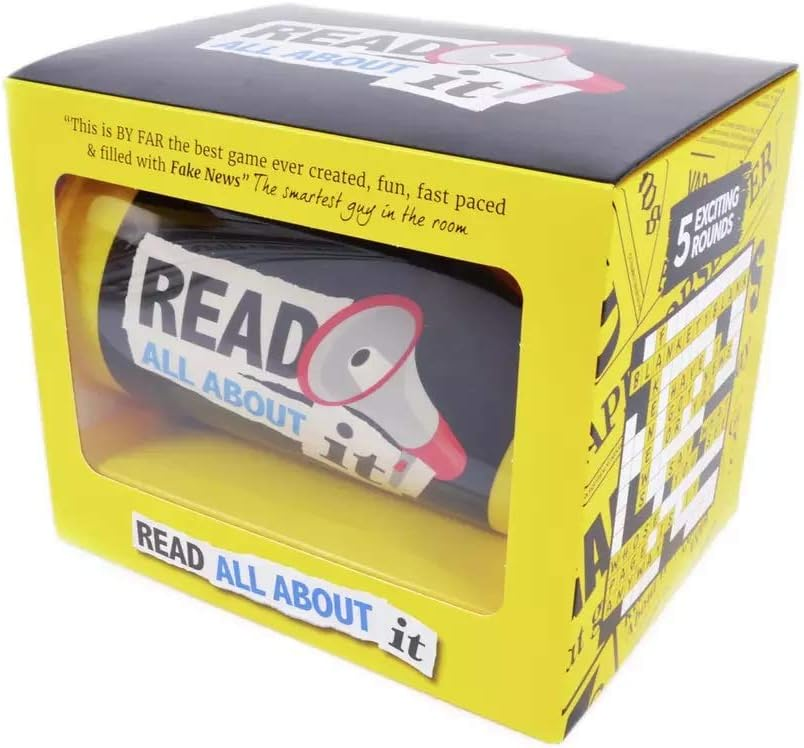 READ
ALL ABOUT
it!
"This is BY FAR the best game ever created, fun, fast paced
& filled with Fake News" The smartest guy in the room
READ
ALL ABOUT
it!
READ ALL ABOUT it
5 EXCITING
ROUNDS
BLANKETYBLANK